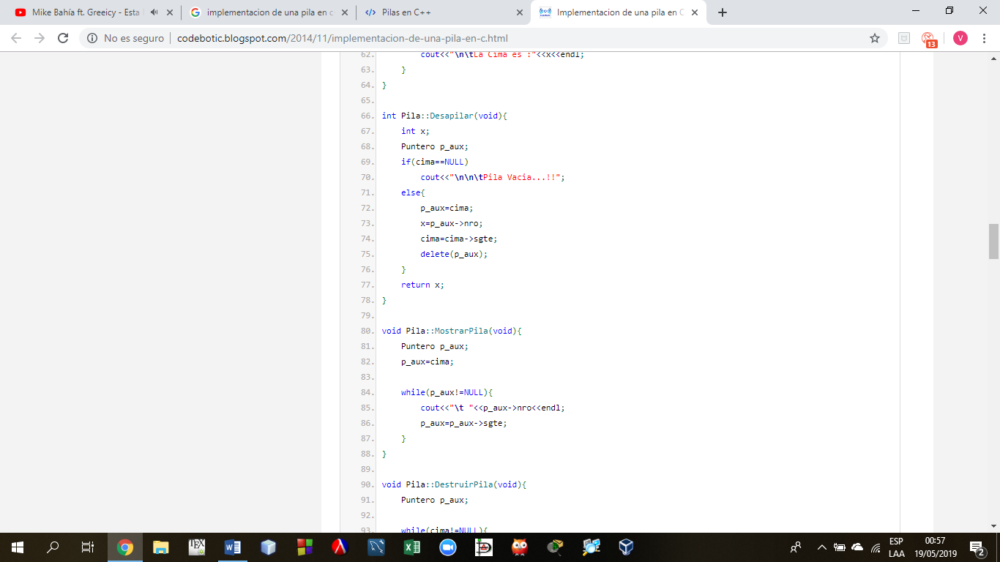 Mike Bahía ft. Greeicy - Esta
implementacion de una pila en c
Pilas en C++
Implementacion de una pila en C
No es seguro
codebotic.blogspot.com/2014/11/implementacion-de-una-pila-en-c.html
13
V
62. cout<<"\n\tLa Cima es :"<<x<<endl;
63. }
64. }
65.
66. int Pila::Desapilar(void){
67. int x;
68. Puntero p_aux;
69. if(cima==NULL)
70. cout<<"\n\n\tPila Vacia...!!";
71. else{
72. p_aux=cima;
73. x=p_aux->nro;
74. cima=cima->sgte;
75. delete(p_aux);
76. }
77. return x;
78. }
79.
80. void Pila::MostrarPila(void){
81. Puntero p_aux;
82. p_aux=cima;
83.
84. while(p_aux!=NULL){
85. cout<<"\t "<<p_aux->nro<<endl;
86. p_aux=p_aux->sgte;
87. }
88. }
89.
90. void Pila::DestruirPila(void){
91. Puntero p_aux;
92.
93. while(cima!=NULL){
TEX
ESP
LAA
00:57
19/05/2019
2